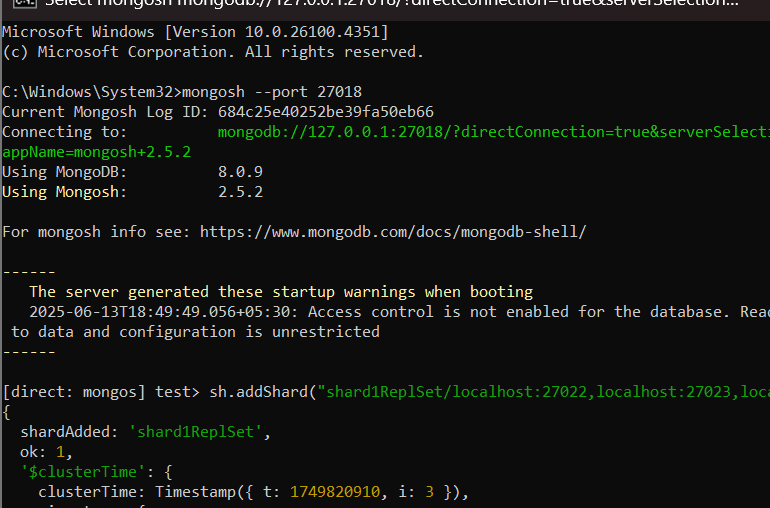 Select mongosh mongodb://127.0.0.1:27018/?directConnection=true&serverSelection...
Microsoft Windows [Version 10.0.26100.4351]
(c) Microsoft Corporation. All rights reserved.
C:\Windows\System32>mongosh --port 27018
Current Mongosh Log ID: 684c25e40252be39fa50eb66
Connecting to: mongodb://127.0.0.1:27018/?directConnection=true&serverSelecti
appName=mongosh+2.5.2
Using MongoDB: 8.0.9
Using Mongosh: 2.5.2
For mongosh info see: https://www.mongodb.com/docs/mongodb-shell/
------
The server generated these startup warnings when booting
2025-06-13T18:49:49.056+05:30: Access control is not enabled for the database. Read
to data and configuration is unrestricted
------
[direct: mongos] test> sh.addShard("shard1ReplSet/localhost:27022,localhost:27023,loca
{
shardAdded: 'shard1ReplSet',
ok: 1,
'$clusterTime': {
clusterTime: Timestamp({ t: 1749820910, i: 3 }),